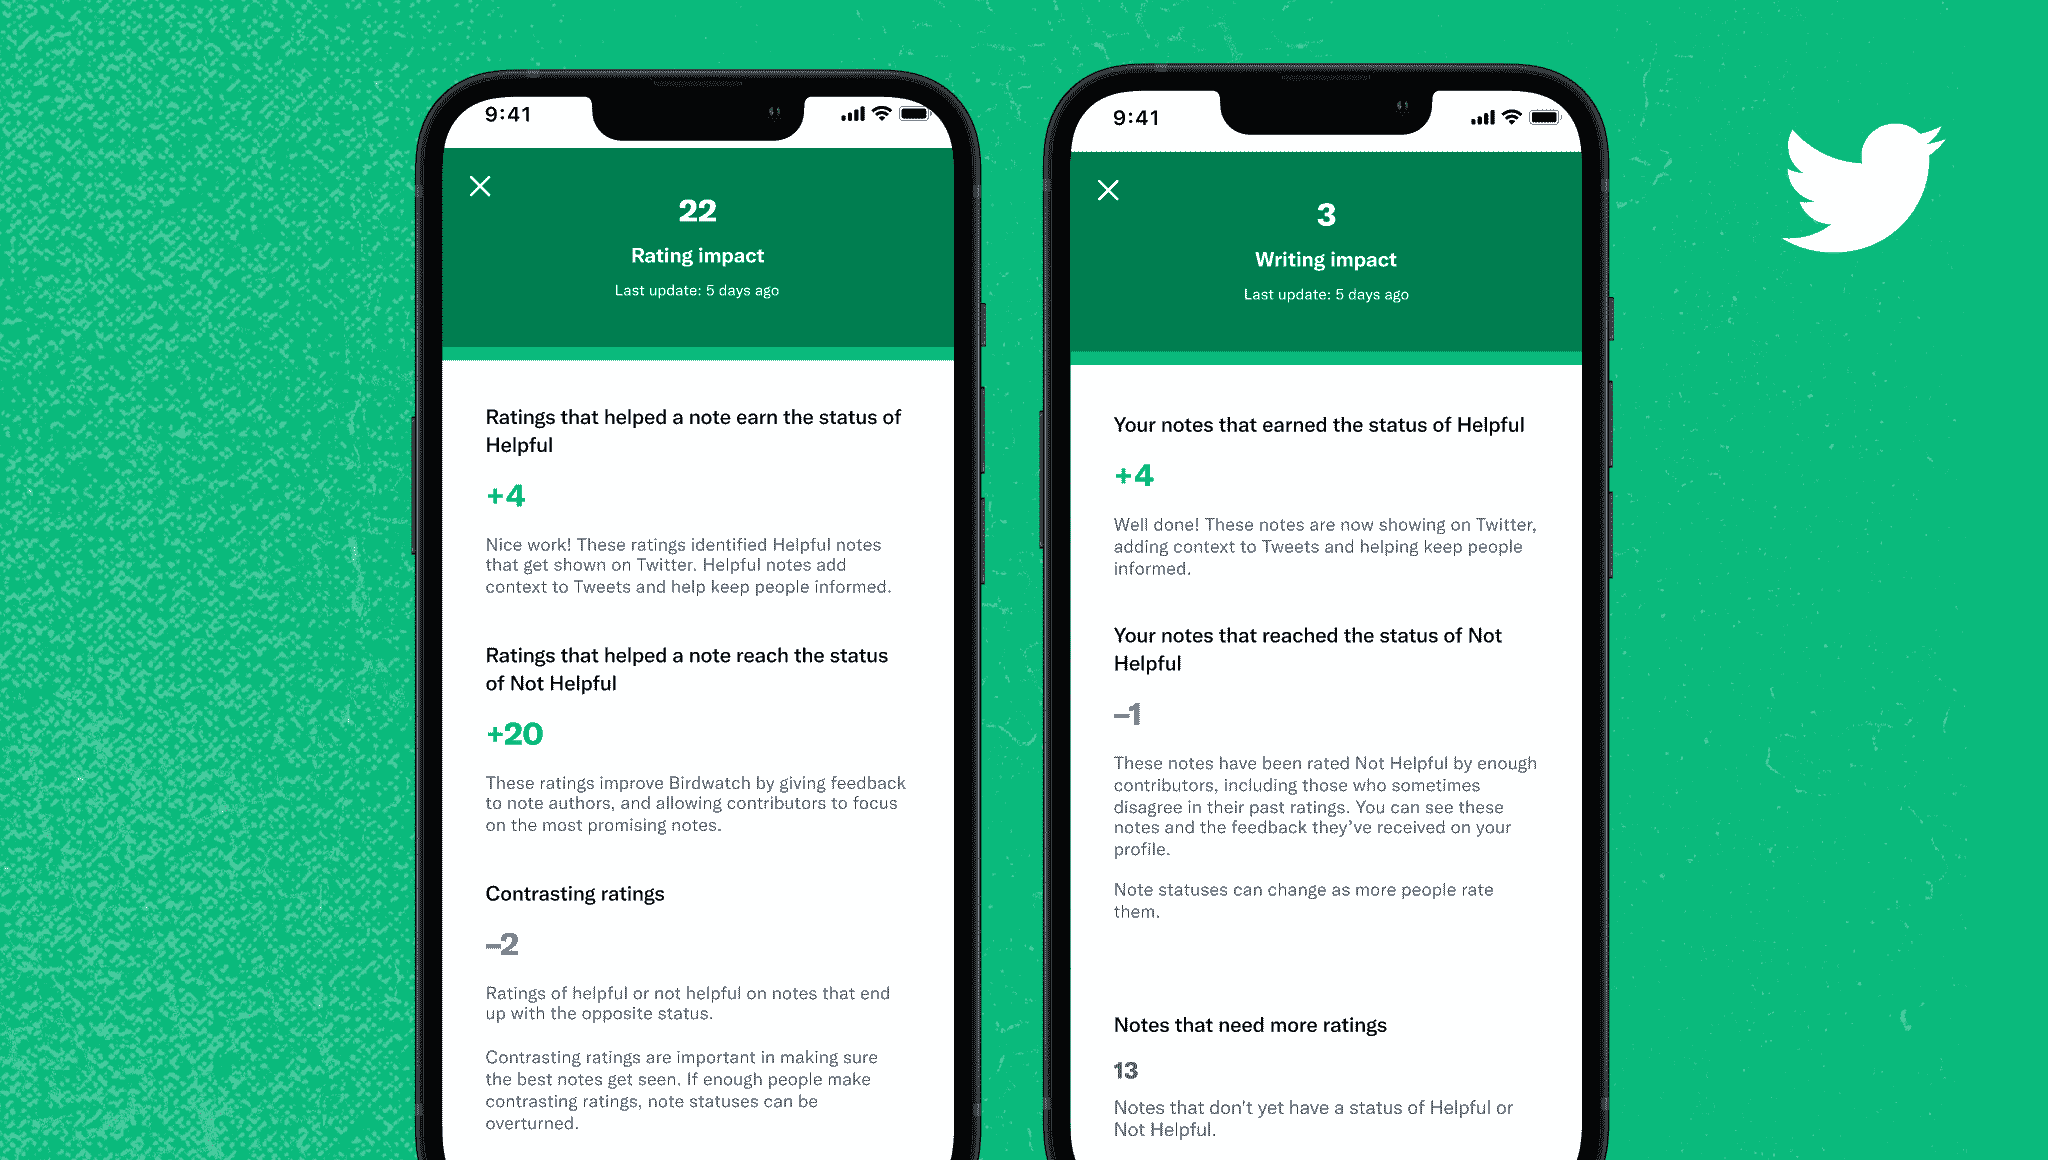 9:41
22
Rating impact
Last update: 5 days ago
Ratings that helped a note earn the status of
Helpful
+4
Nice work! These ratings identified Helpful notes
that get shown on Twitter. Helpful notes add
context to Tweets and help keep people informed.
Ratings that helped a note reach the status
of Not Helpful
+20
These ratings improve Birdwatch by giving feedback
to note authors, and allowing contributors to focus
on the most promising notes.
Contrasting ratings
–2
Ratings of helpful or not helpful on notes that end
up with the opposite status.
Contrasting ratings are important in making sure
the best notes get seen. If enough people make
contrasting ratings, note statuses can be
overturned.
9:41
3
Writing impact
Last update: 5 days ago
Your notes that earned the status of Helpful
+4
Well done! These notes are now showing on Twitter,
adding context to Tweets and helping keep people
informed.
Your notes that reached the status of Not
Helpful
–1
These notes have been rated Not Helpful by enough
contributors, including those who sometimes
disagree in their past ratings. You can see these
notes and the feedback they’ve received on your
profile.
Note statuses can change as more people rate
them.
Notes that need more ratings
13
Notes that don't yet have a status of Helpful or
Not Helpful.